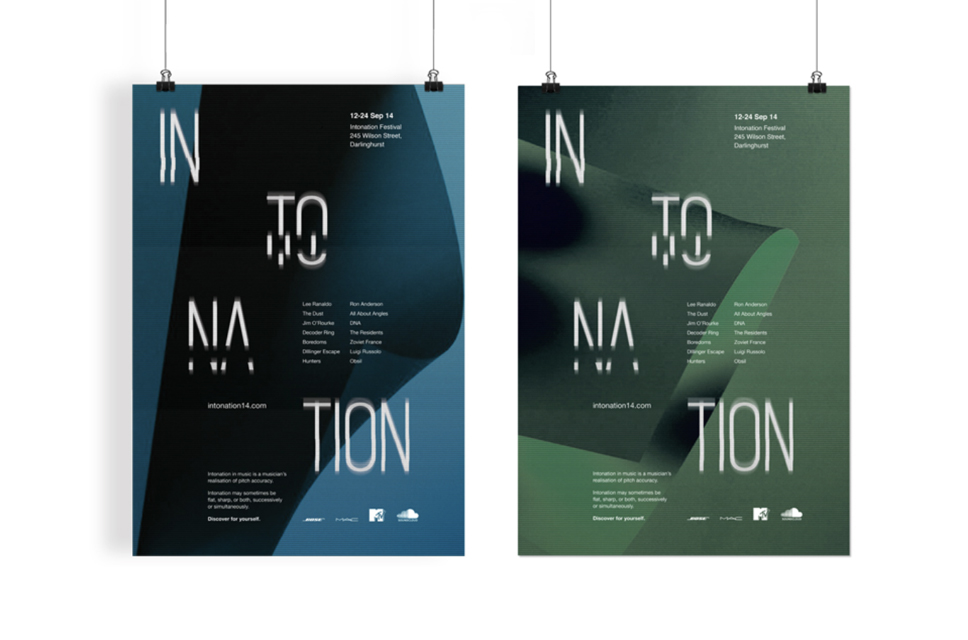 IN
TO
NA
TION
12-24 Sep 14
Intonation Festival
245 Wilson Street,
Darlinghurst
Lee Ranaldo
The Dust
Jim O'Rourke
Decoder Ring
Boredoms
Dillinger Escape
Hunters
Ron Anderson
All About Angles
DNA
The Residents
Zoviet France
Luigi Russolo
intonation14.com
Intonation in music is a musician's
realisation of pitch accuracy.
Intonation may sometimes be
flat, sharp, or both, successively
or simultaneously.
Discover for yourself.
BOSE
MAC
IN
TO
NA
TION
12-24 Sep 14
Intonation Festival
245 Wilson Street,
Darlinghurst
Lee Ranaldo
The Dust
Jim O'Rourke
Decoder Ring
Boredoms
Dillinger Escape
Hunters
Ron Anderson
All About Angles
DNA
The Residents
Zoviet France
Luigi Russolo
intonation14.com
Intonation in music is a musician's
realisation of pitch accuracy.
Intonation may sometimes be
flat, sharp, or both, successively
or simultaneously.
Discover for yourself.
BOSE
MAC